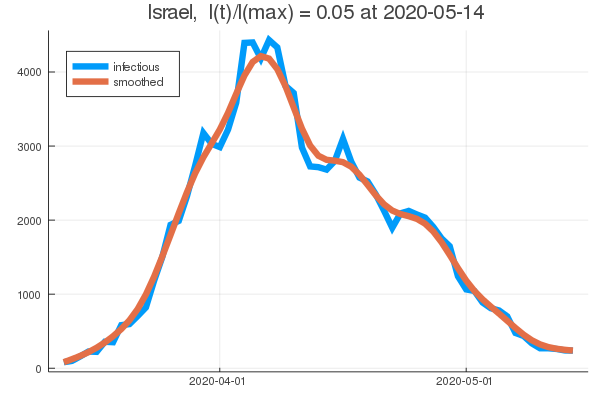 Israel, I(t)/I(max) = 0.05 at 2020-05-14
infectious
smoothed
4000
3000
2000
1000
0
2020-04-01 2020-05-01